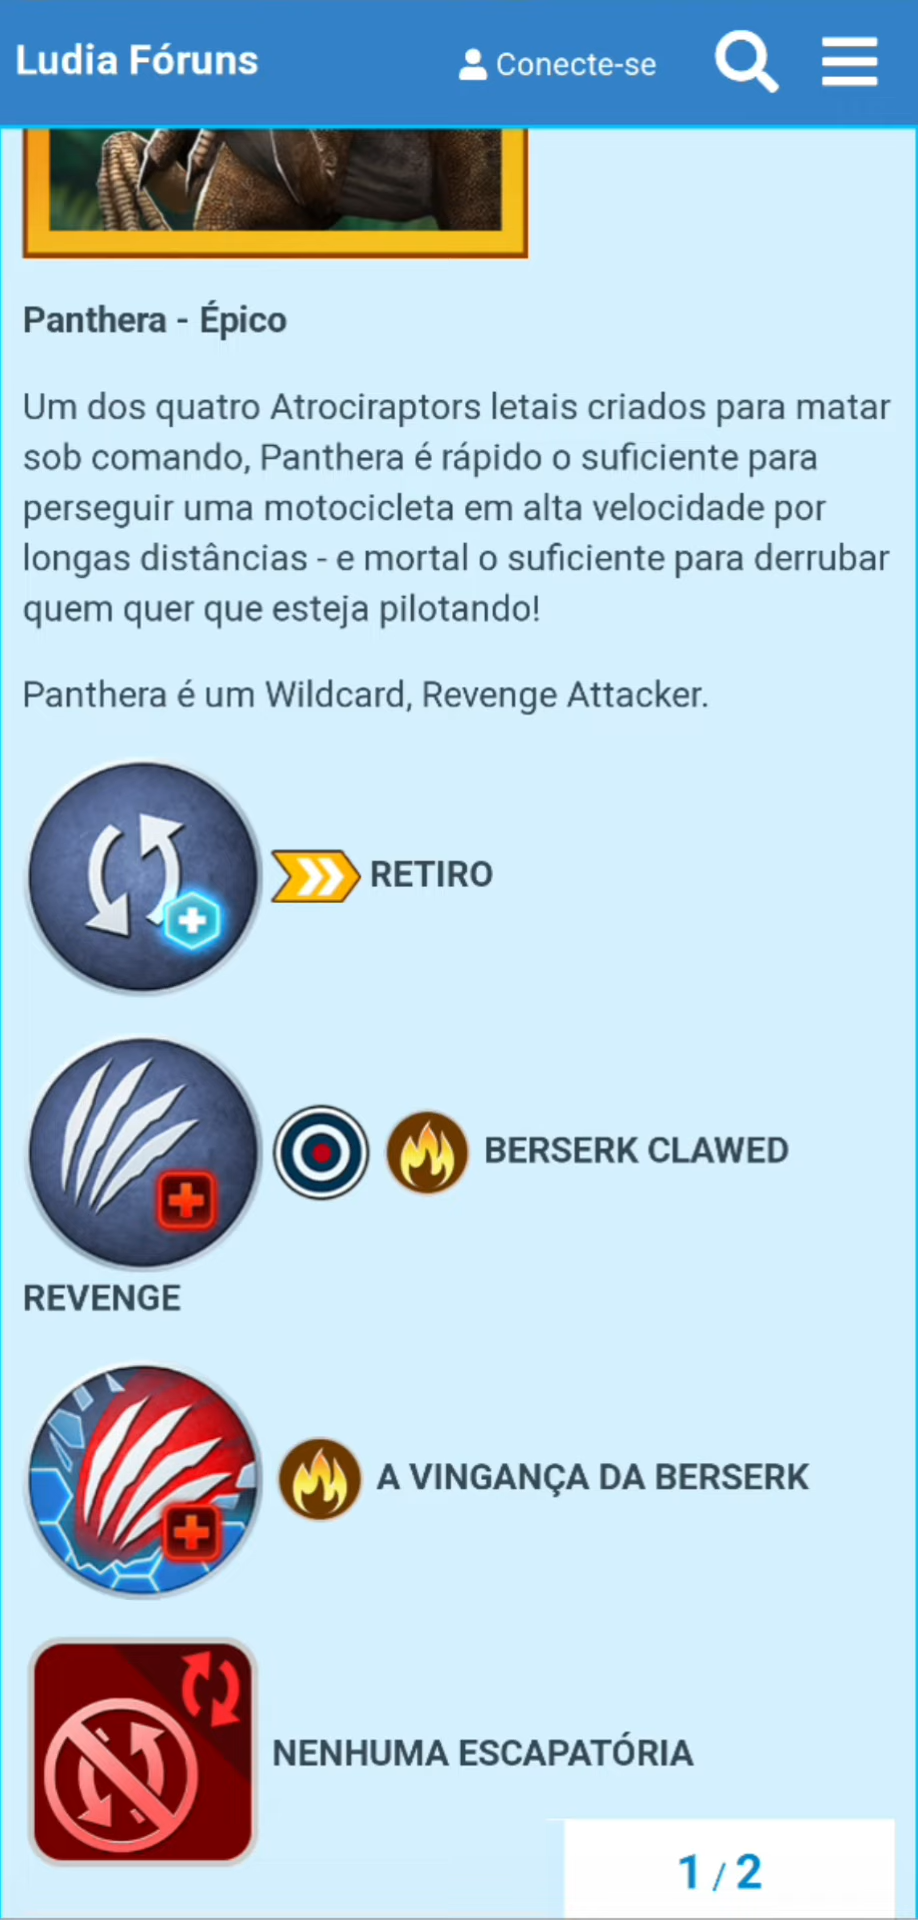 Ludia Fóruns
Conecte-se
Panthera - Épico
Um dos quatro Atrociraptors letais criados para matar
sob comando, Panthera é rápido o suficiente para
perseguir uma motocicleta em alta velocidade por
longas distâncias - e mortal o suficiente para derrubar
quem quer que esteja pilotando!
Panthera é um Wildcard, Revenge Attacker.
RETIRO
BERSERK CLAWED
REVENGE
A VINGANÇA DA BERSERK
NENHUMA ESCAPATÓRIA
1 / 2